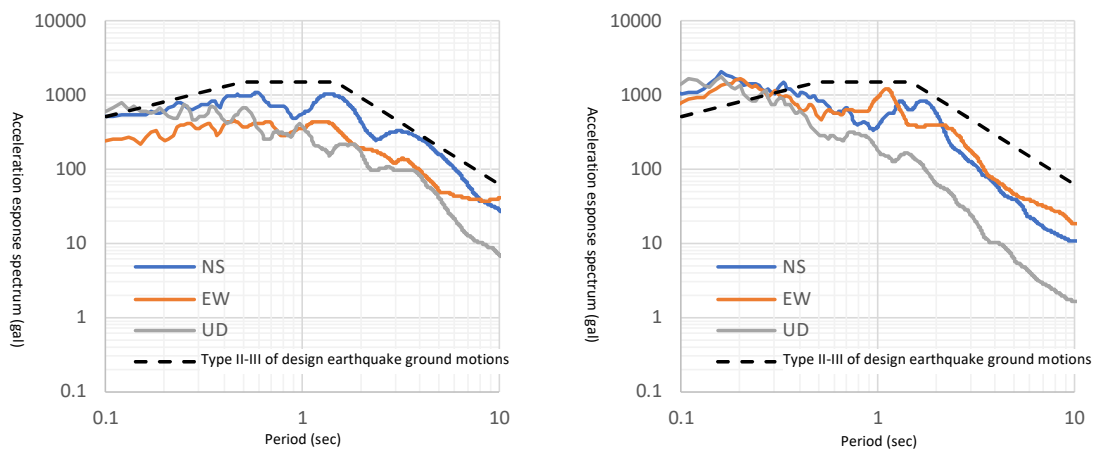 10000
1000
100
10
1
0.1
Acceleration esponse spectrum (gal)
NS
EW
UD
Type II-III of design earthquake ground motions
0.1
1
10
Period (sec)
10000
1000
100
10
1
0.1
Acceleration esponse spectrum (gal)
NS
EW
UD
Type II-III of design earthquake ground motions
0.1
1
10
Period (sec)